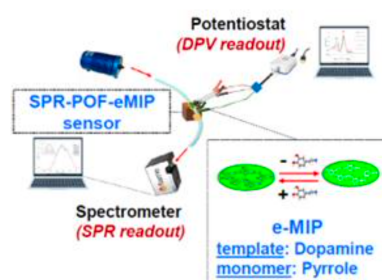 Potentiostat
(DPV readout)
SPR-POF-eMIP
sensor
Spectrometer
(SPR readout)
e-MIP
template: Dopamine
monomer: Pyrrole